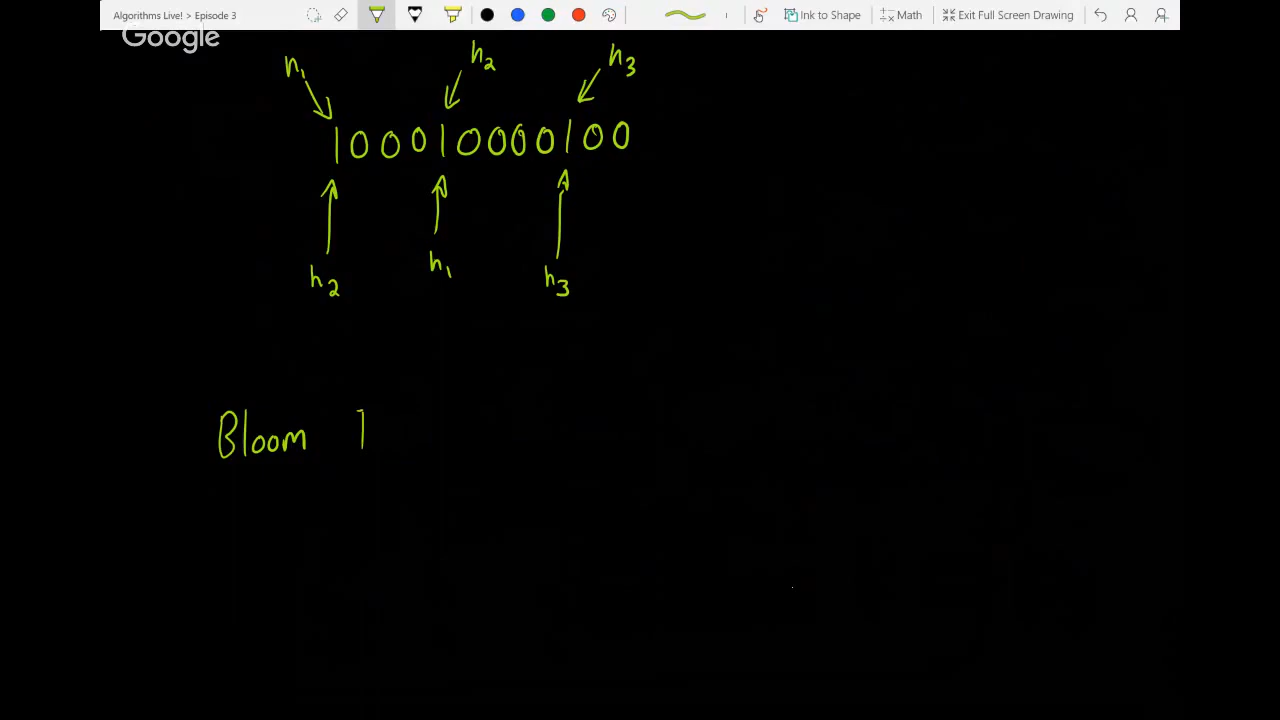 Algorithms Live! > Episode 3 Ink to Shape Math Exit Full Screen Drawing
Google
h₁ h₂ h₃
100010000100
h₂ h₁ h₃
Bloom